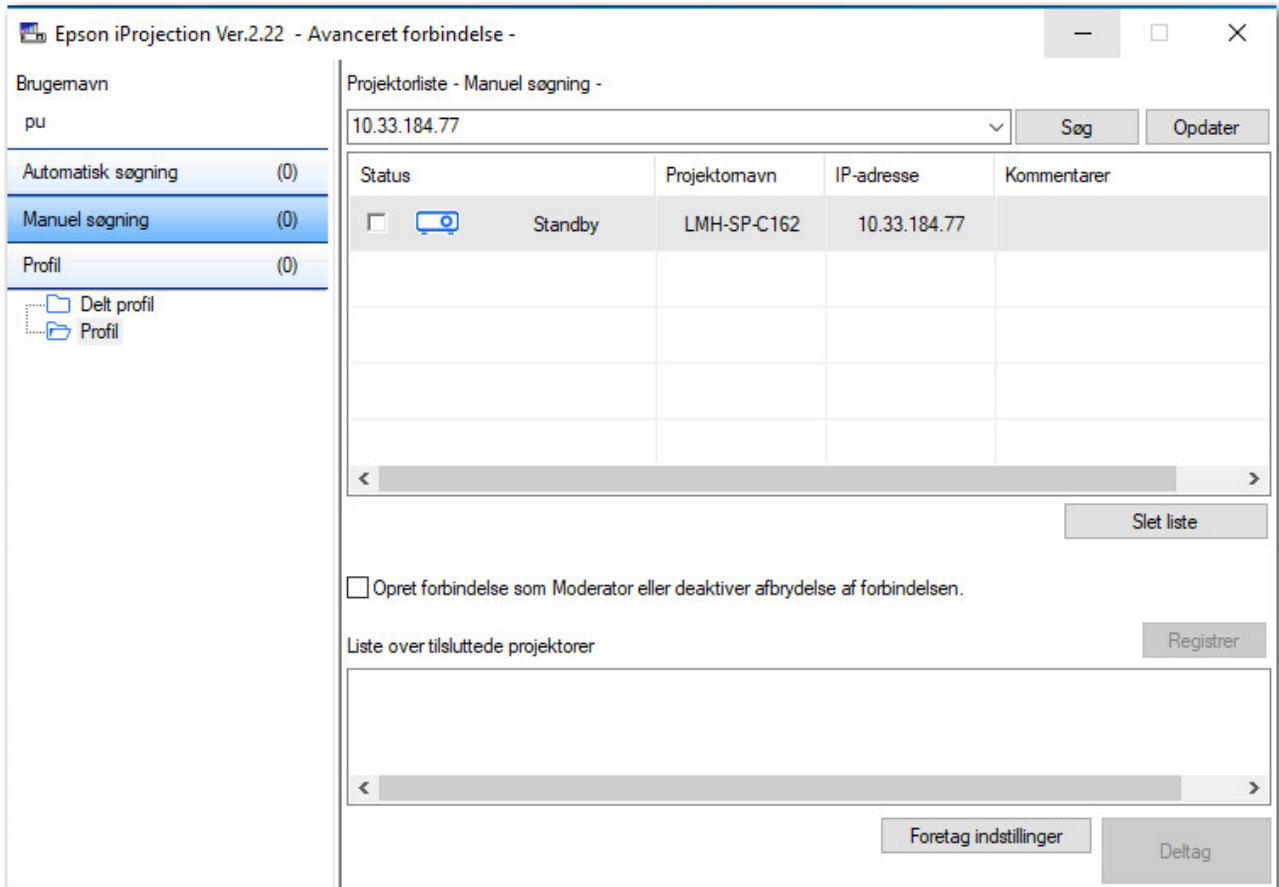 Epson iProjection Ver.2.22 - Avanceret forbindelse -
Brugernavn
pu
Automatisk søgning (0)
Manuel søgning (0)
Profil (0)
Delt profil
Profil
Projektorliste - Manuel søgning -
10.33.184.77 Søg Opdater
Status Projektornavn IP-adresse Kommentarer
Standby LMH-SP-C162 10.33.184.77
Slet liste
Opret forbindelse som Moderator eller deaktiver afbrydelse af forbindelsen.
Liste over tilsluttede projektorer Registrer
Foretag indstillinger Deltag